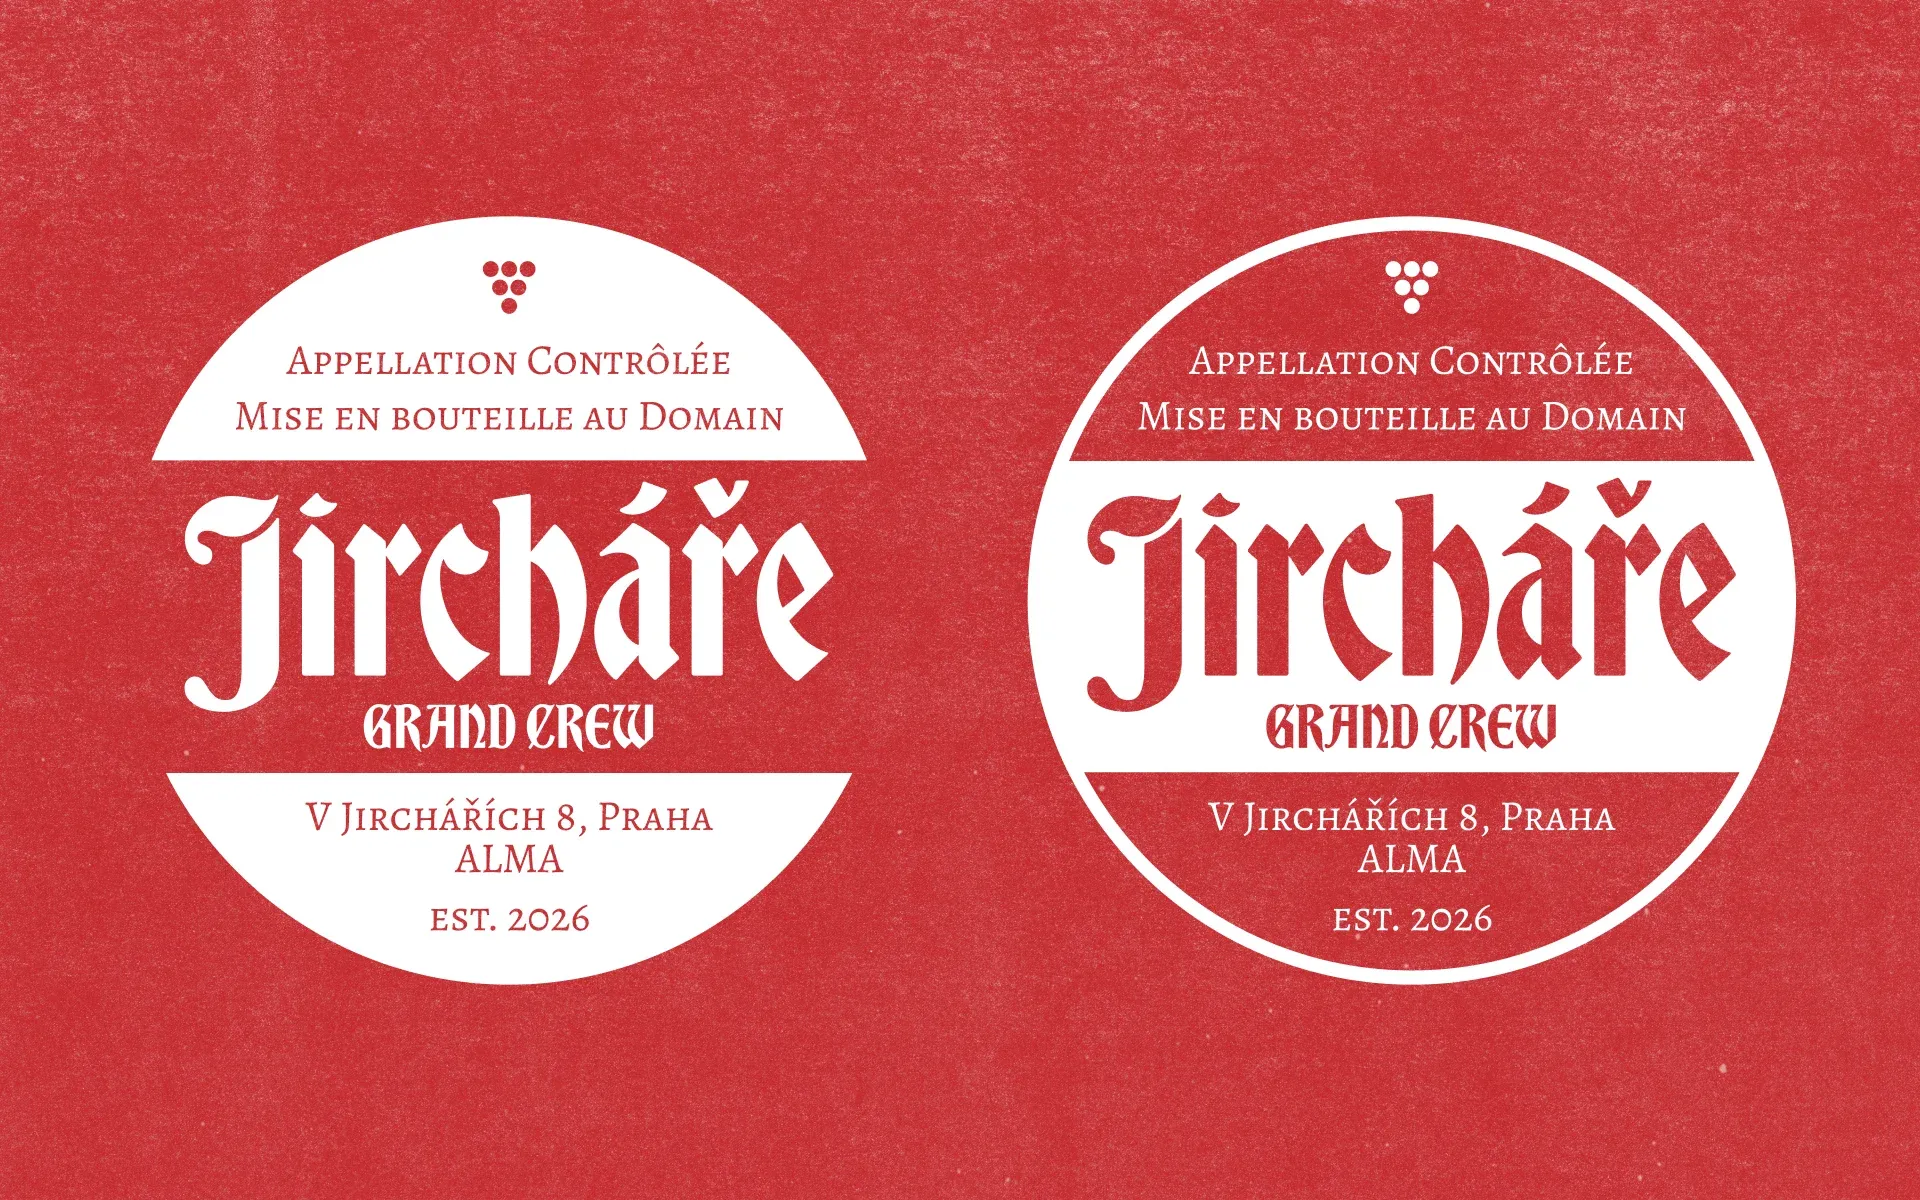 Appellation Contrôlée
Mise en bouteille au Domain
Jircháře
GRAND CREW
V Jirchářích 8, Praha
ALMA
EST. 2026
Appellation Contrôlée
Mise en bouteille au Domain
Jircháře
GRAND CREW
V Jirchářích 8, Praha
ALMA
EST. 2026